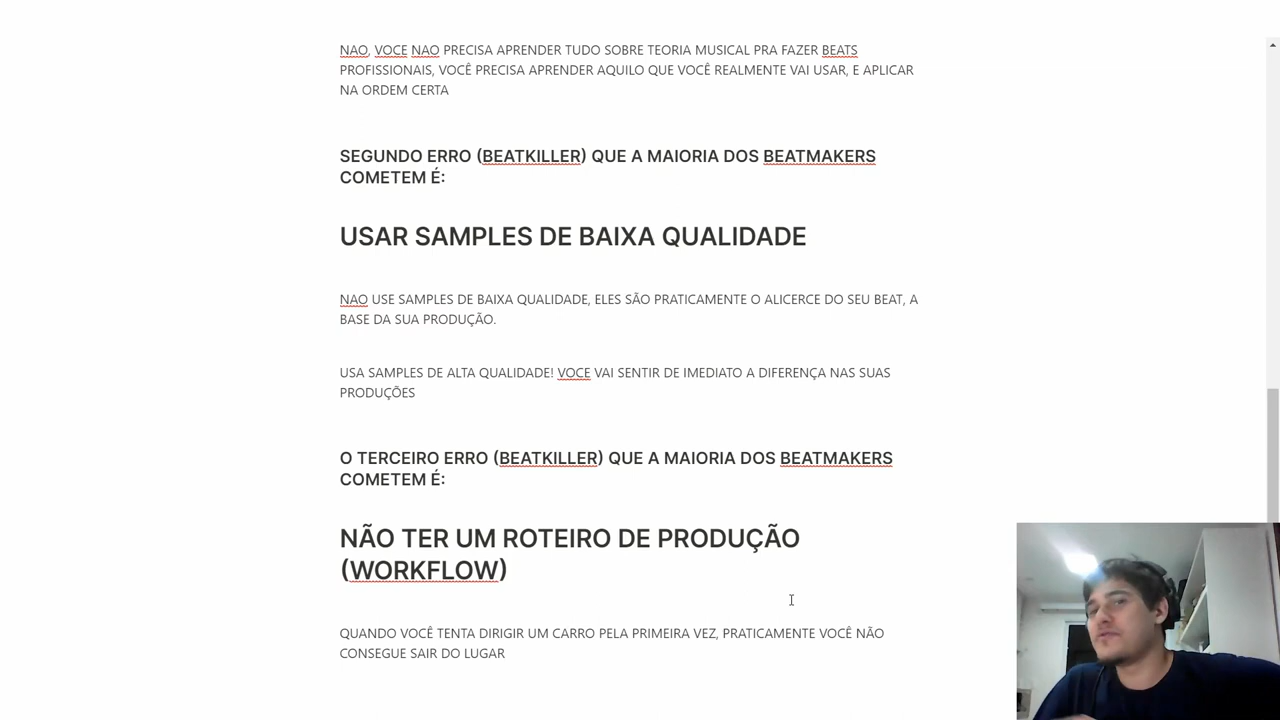 NAO, VOCE NAO PRECISA APRENDER TUDO SOBRE TEORIA MUSICAL PRA FAZER BEATS
PROFISSIONAIS, VOCÊ PRECISA APRENDER AQUILO QUE VOCÊ REALMENTE VAI USAR, E APLICAR
NA ORDEM CERTA
SEGUNDO ERRO (BEATKILLER) QUE A MAIORIA DOS BEATMAKERS
COMETEM É:
USAR SAMPLES DE BAIXA QUALIDADE
NAO USE SAMPLES DE BAIXA QUALIDADE, ELES SÃO PRATICAMENTE O ALICERCE DO SEU BEAT, A
BASE DA SUA PRODUÇÃO.
USA SAMPLES DE ALTA QUALIDADE! VOCE VAI SENTIR DE IMEDIATO A DIFERENÇA NAS SUAS
PRODUÇÕES
O TERCEIRO ERRO (BEATKILLER) QUE A MAIORIA DOS BEATMAKERS
COMETEM É:
NÃO TER UM ROTEIRO DE PRODUÇÃO
(WORKFLOW)
QUANDO VOCÊ TENTA DIRIGIR UM CARRO PELA PRIMEIRA VEZ, PRATICAMENTE VOCÊ NÃO
CONSEGUE SAIR DO LUGAR